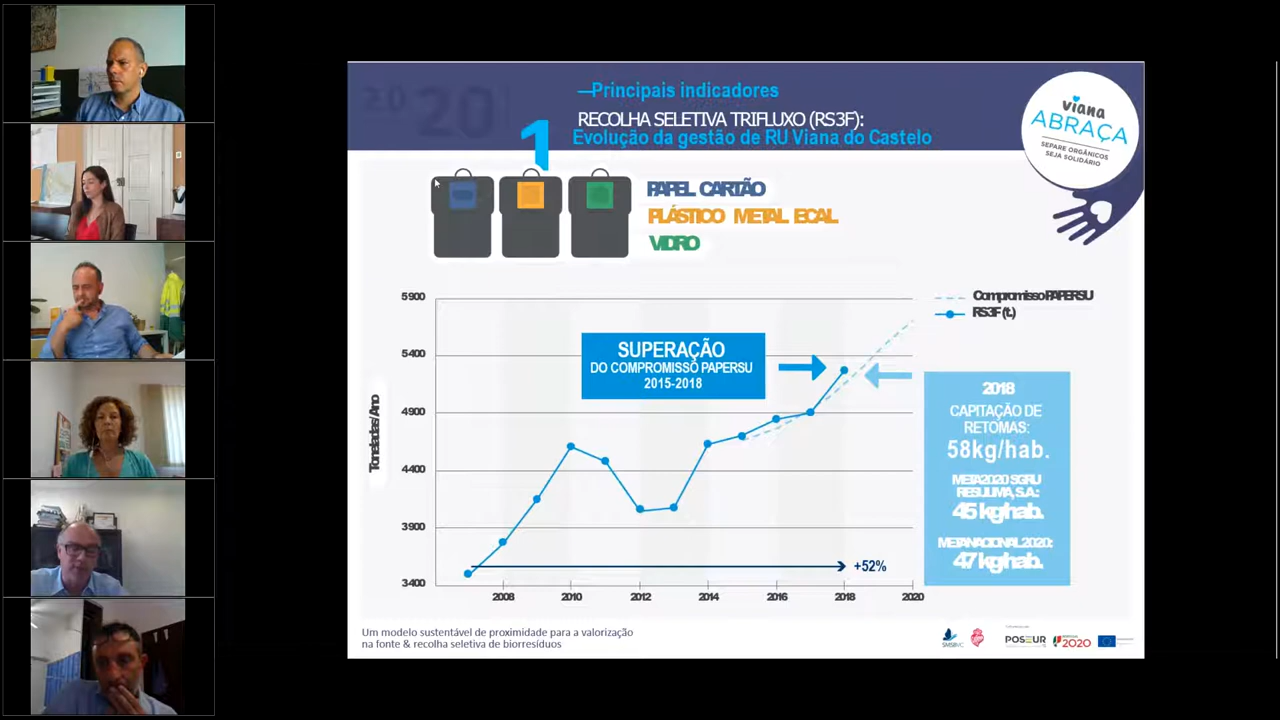 2020
—Principais indicadores
RECOLHA SELETIVA TRIFLUXO (RS3F):
1
Evolução da gestão de RU Viana do Castelo
viana
ABRAÇA
SEPARE ORGÂNICOS
SEJA SOLIDÁRIO
PAPEL CARTÃO
PLÁSTICO METAL ECAL
VIDRO
5900
5400
4900
4400
3900
3400
Toneladas/Ano
Compromisso PAPERSU
RS3F (t.)
SUPERAÇÃO
DO COMPROMISSO PAPERSU
2015-2018
2018
CAPITAÇÃO DE
RETOMAS:
58kg/hab.
META 2020 SGRU
RESULIMA, S.A.:
45 kg/hab.
META NACIONAL 2020:
47 kg/hab.
+52%
2008
2010
2012
2014
2016
2018
2020
Um modelo sustentável de proximidade para a valorização
na fonte & recolha seletiva de biorresíduos
SMSBVC
POSEUR
2020